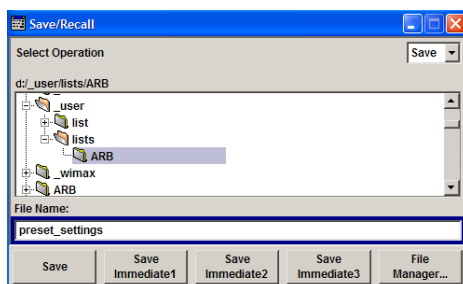 Save/Recall
Select Operation
Save
d:/_user/lists/ARB
_user
list
lists
ARB
_wimax
ARB
File Name:
preset_settings
Save
Save Immediate1
Save Immediate2
Save Immediate3
File Manager...